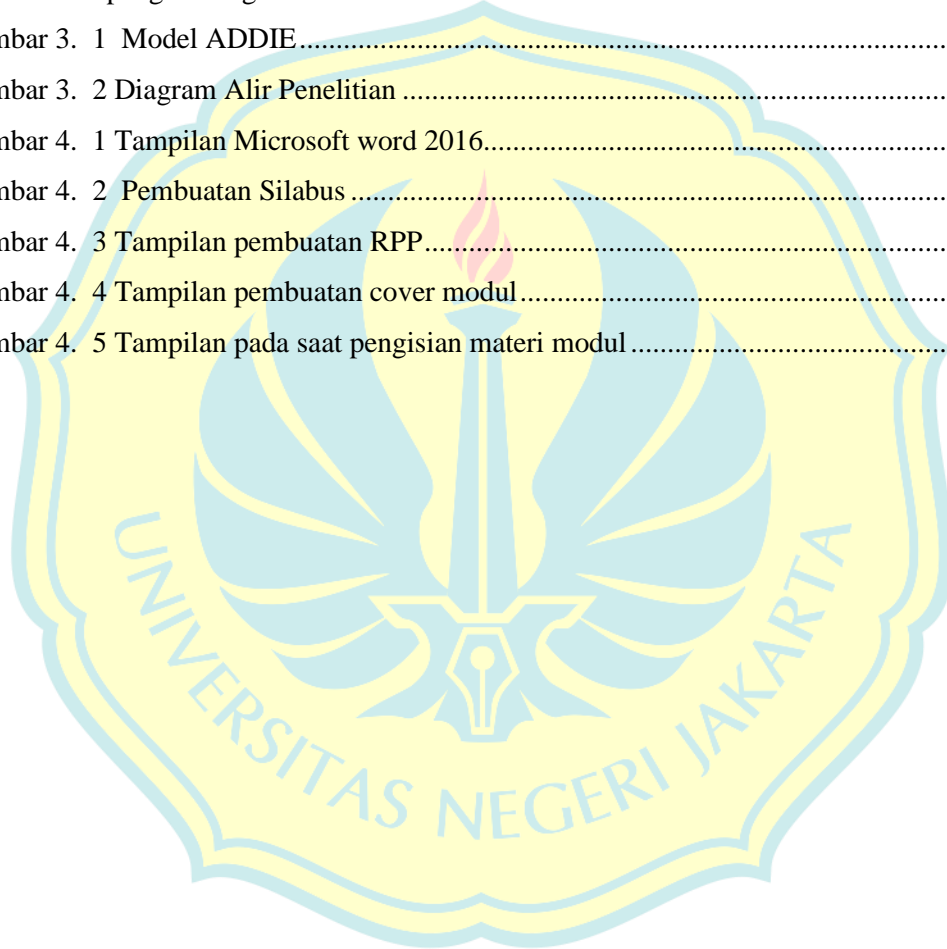 mbar 3. 1 Model ADDIE
mbar 3. 2 Diagram Alir Penelitian
mbar 4. 1 Tampilan Microsoft word 2016
mbar 4. 2 Pembuatan Silabus
mbar 4. 3 Tampilan pembuatan RPP
mbar 4. 4 Tampilan pembuatan cover modul
mbar 4. 5 Tampilan pada saat pengisian materi modul
UNIVERSITAS NEGERI JAKARTA